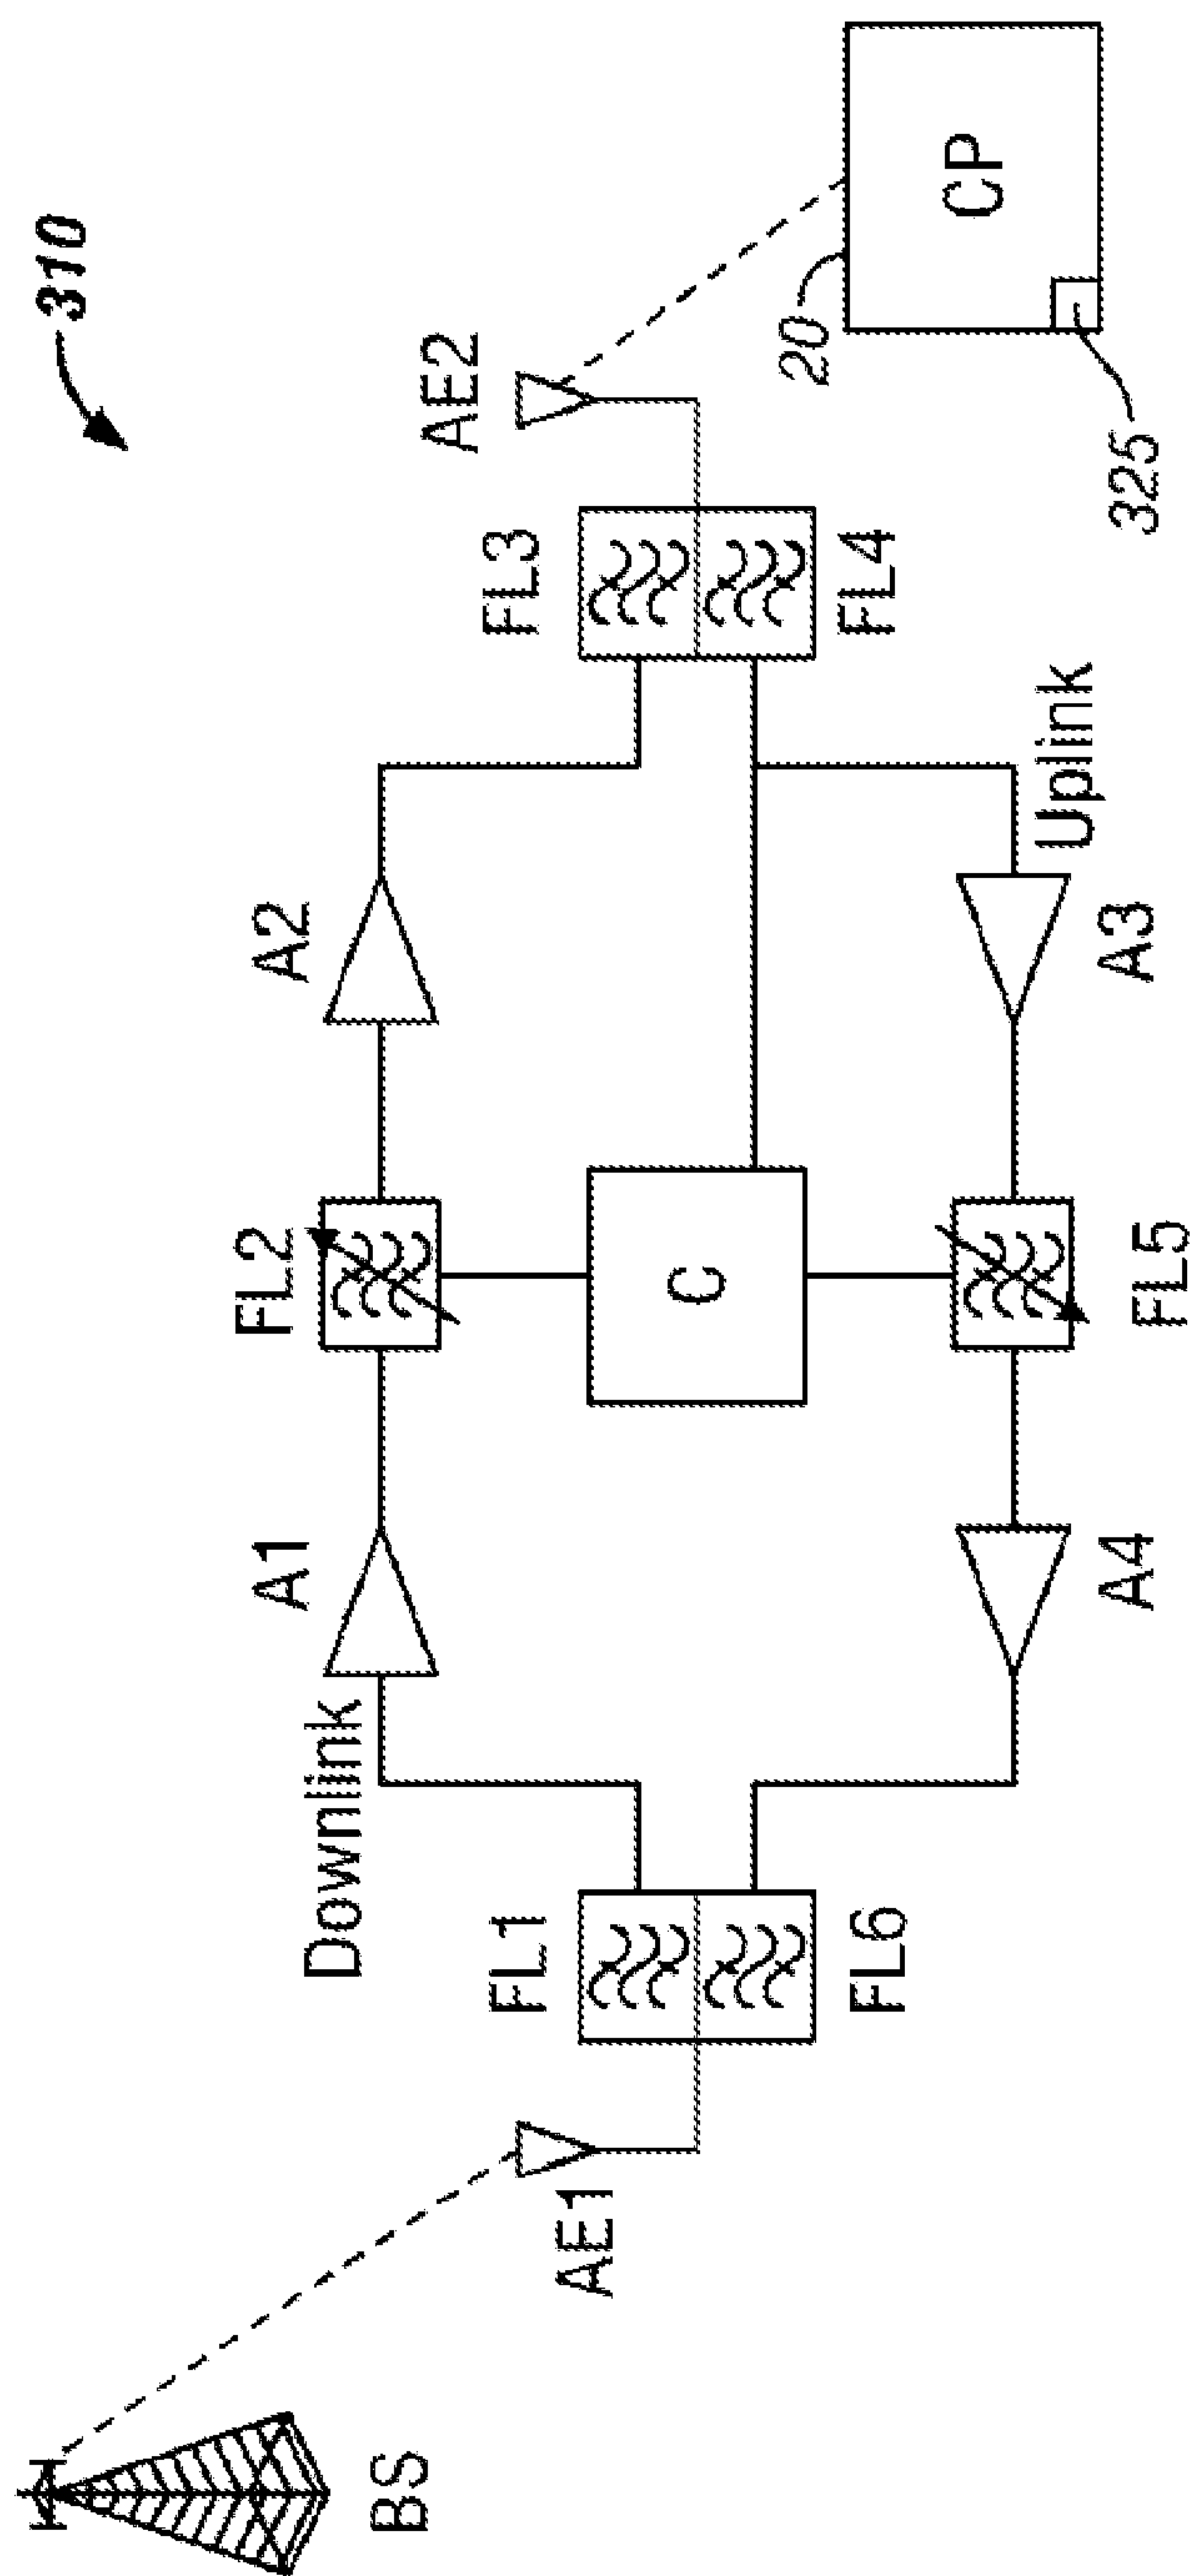 310
BS
AE1
FL1
FL6
Downlink
A1
FL2
A2
C
A4
FL5
A3
Uplink
FL3
FL4
AE2
20
CP
325